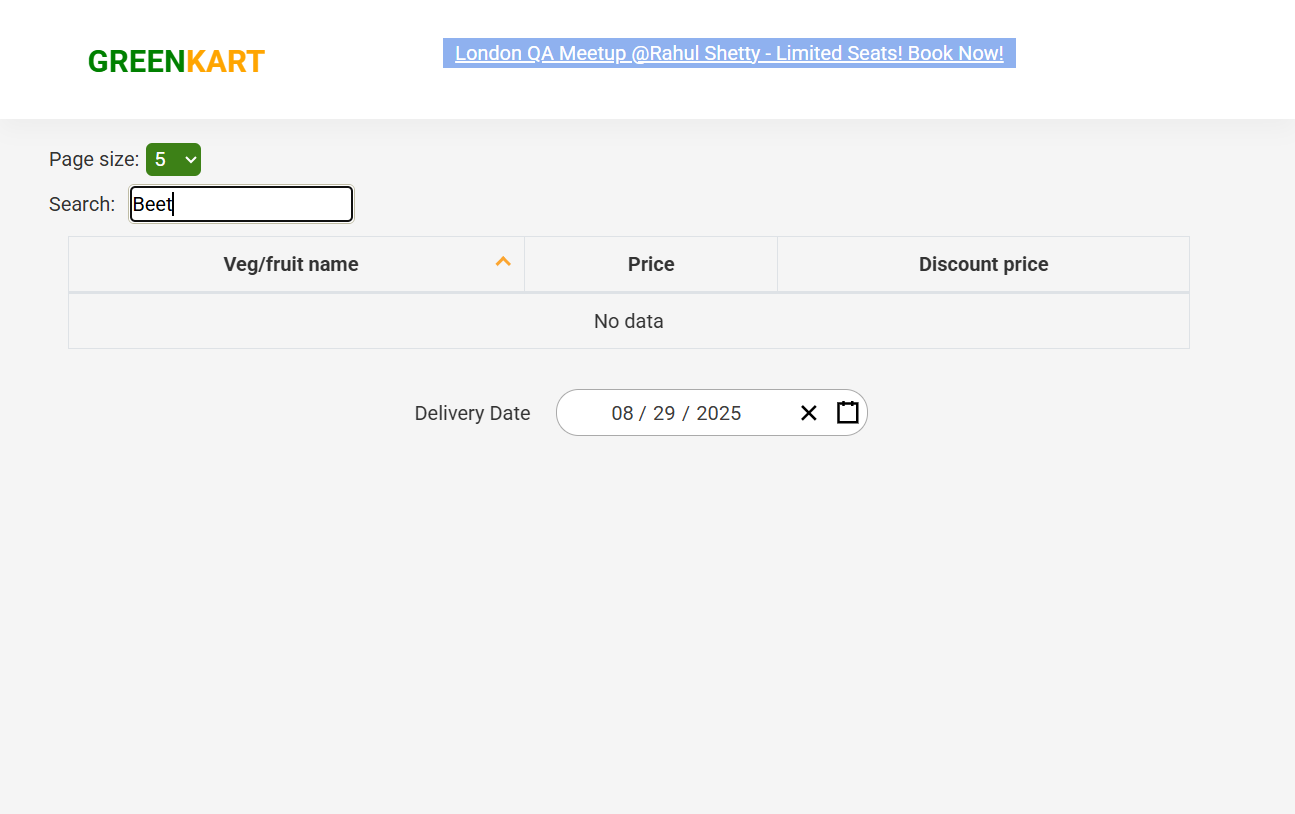 GREENKART
London QA Meetup @Rahul Shetty - Limited Seats! Book Now!
Page size: 5
Search: Beet
Veg/fruit name Price Discount price
No data
Delivery Date 08 / 29 / 2025